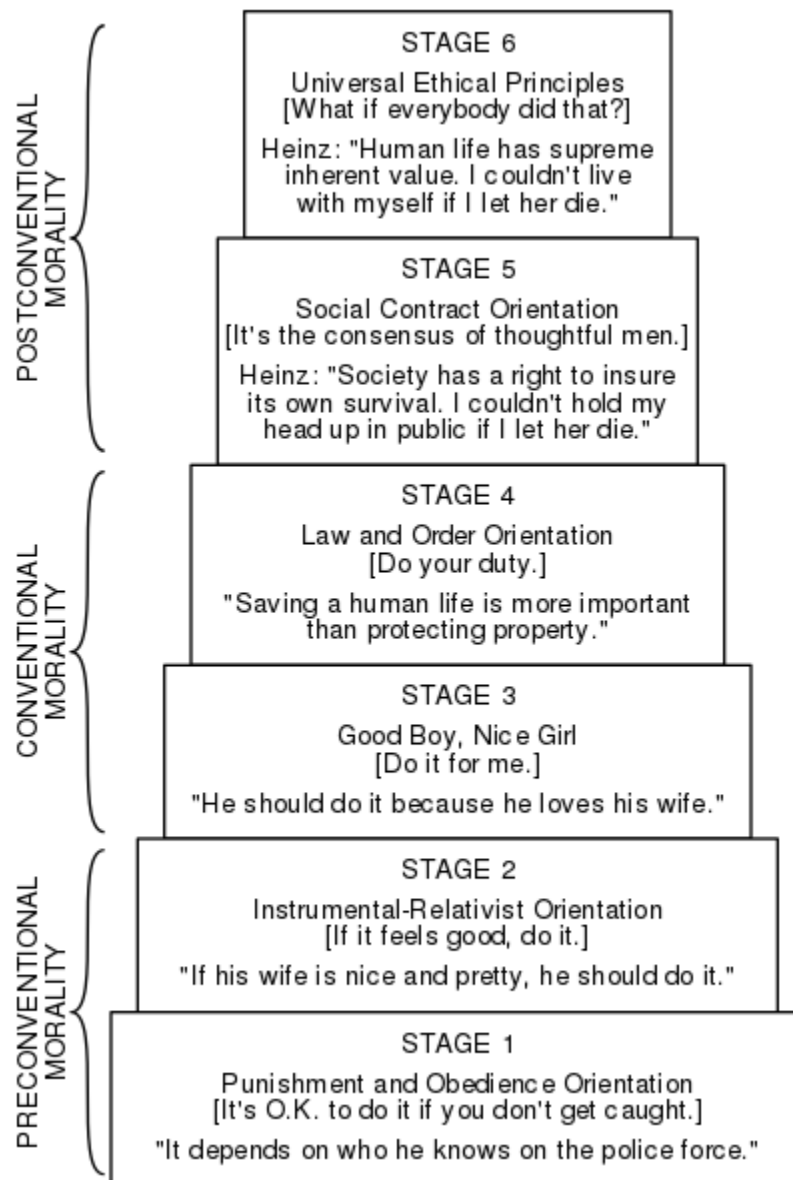 STAGE 6
Universal Ethical Principles
[What if everybody did that?]
Heinz: "Human life has supreme
inherent value. I couldn't live
with myself if I let her die."
POSTCONVENTIONAL
MORALITY
STAGE 5
Social Contract Orientation
[It's the consensus of thoughtful men.]
Heinz: "Society has a right to insure
its own survival. I couldn't hold my
head up in public if I let her die."
STAGE 4
Law and Order Orientation
[Do your duty.]
"Saving a human life is more important
than protecting property."
CONVENTIONAL
MORALITY
STAGE 3
Good Boy, Nice Girl
[Do it for me.]
"He should do it because he loves his wife."
STAGE 2
Instrumental-Relativist Orientation
[If it feels good, do it.]
"If his wife is nice and pretty, he should do it."
PRECONVENTIONAL
MORALITY
STAGE 1
Punishment and Obedience Orientation
[It's O.K. to do it if you don't get caught.]
"It depends on who he knows on the police force."